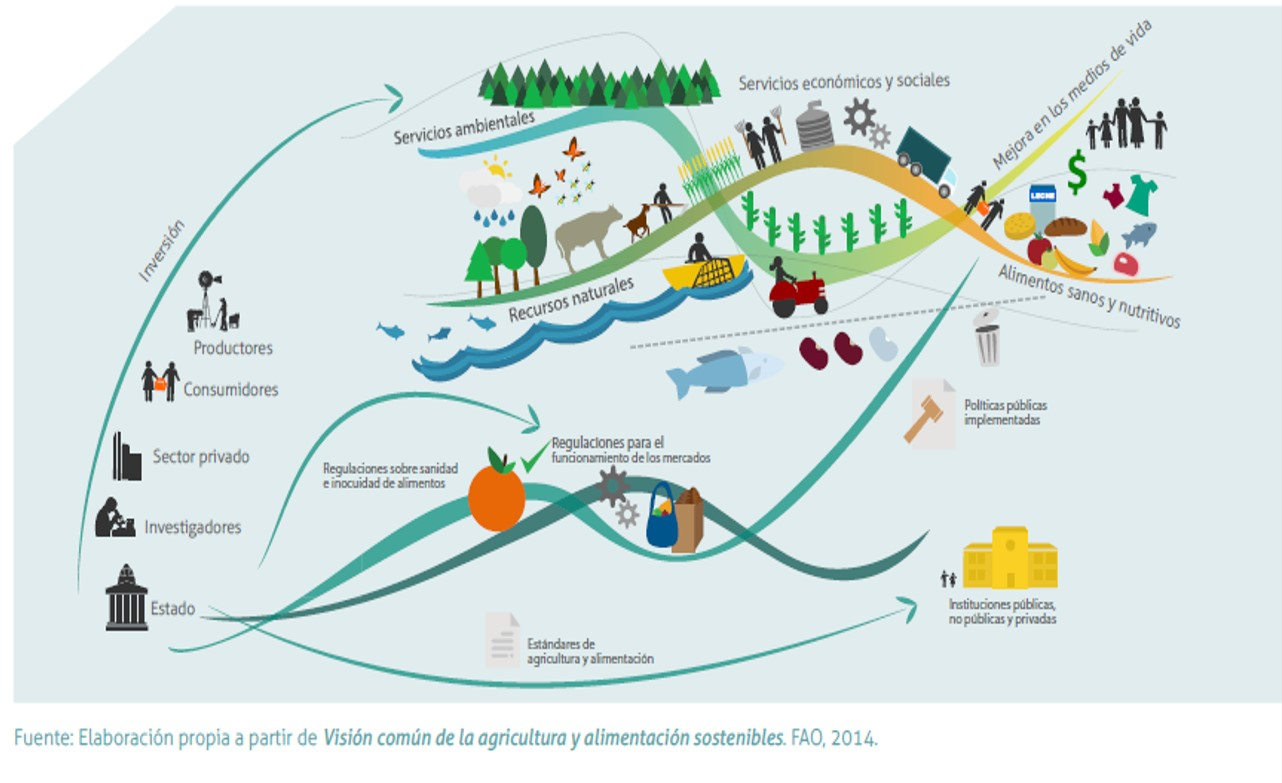 Servicios económicos y sociales
Mejora en los medios de vida
Servicios ambientales
Inversión
LECHE
Recursos naturales
Alimentos sanos y nutritivos
Productores
Consumidores
Políticas públicas
implementadas
Regulaciones para el
funcionamiento de los mercados
Sector privado
Regulaciones sobre sanidad
e inocuidad de alimentos
Investigadores
Estado
Instituciones públicas,
no públicas y privadas
Estándares de
agricultura y alimentación
Fuente: Elaboración propia a partir de Visión común de la agricultura y alimentación sostenibles. FAO, 2014.